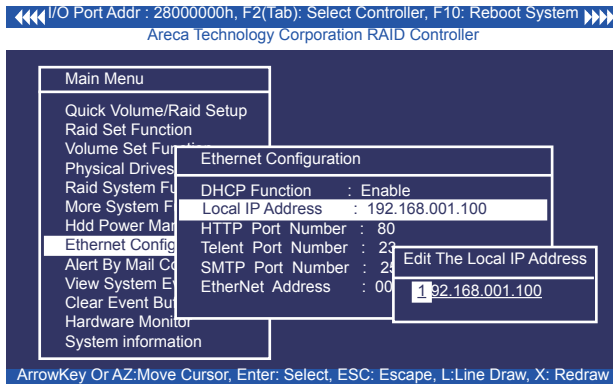 I/O Port Addr : 28000000h, F2(Tab): Select Controller, F10: Reboot System
Areca Technology Corporation RAID Controller
Main Menu
Quick Volume/Raid Setup
Raid Set Function
Volume Set Fun
Physical Drives
Raid System Fu
More System F
Hdd Power Ma
Ethernet Config
Alert By Mail Co
View System Ev
Clear Event Buf
Hardware Monitor
System information
Ethernet Configuration
DHCP Function : Enable
Local IP Address : 192.168.001.100
HTTP Port Number : 80
Telent Port Number : 23
SMTP Port Number : 25
EtherNet Address : 00
Edit The Local IP Address
192.168.001.100
ArrowKey Or AZ:Move Cursor, Enter: Select, ESC: Escape, L:Line Draw, X: Redraw